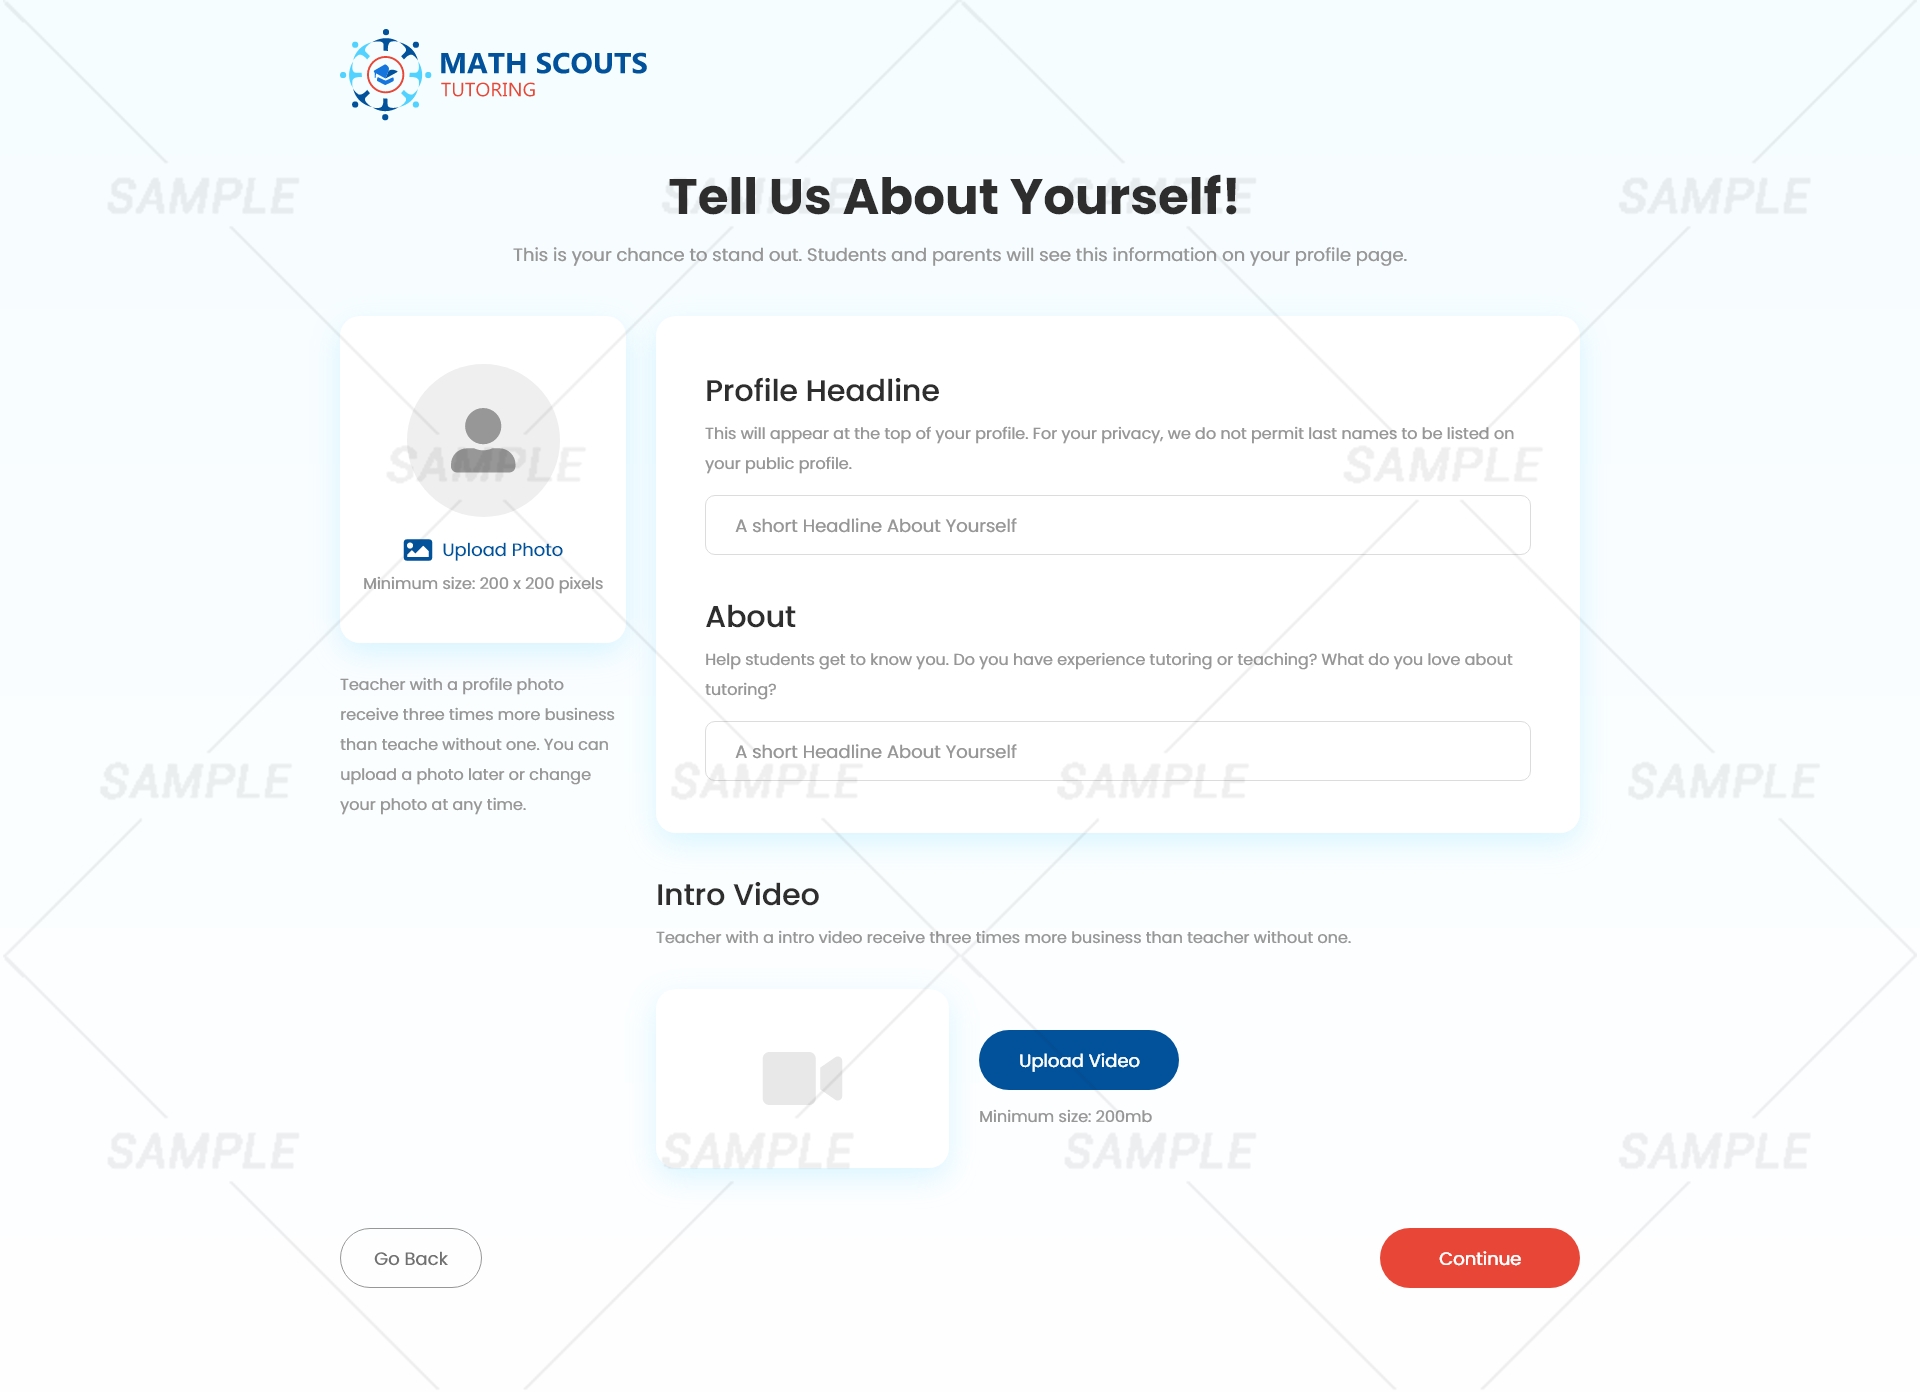 MATH SCOUTS
TUTORING
Tell Us About Yourself!
This is your chance to stand out. Students and parents will see this information on your profile page.
Upload Photo
Minimum size: 200 x 200 pixels
Teacher with a profile photo
receive three times more business
than teache without one. You can
upload a photo later or change
your photo at any time.
Profile Headline
This will appear at the top of your profile. For your privacy, we do not permit last names to be listed on
your public profile.
A short Headline About Yourself
About
Help students get to know you. Do you have experience tutoring or teaching? What do you love about
tutoring?
A short Headline About Yourself
Intro Video
Teacher with a intro video receive three times more business than teacher without one.
Upload Video
Minimum size: 200mb
Go Back
Continue
SAMPLE
SAMPLE
SAMPLE
SAMPLE
SAMPLE
SAMPLE
SAMPLE
SAMPLE
SAMPLE
SAMPLE
SAMPLE
SAMPLE
SAMPLE
SAMPLE